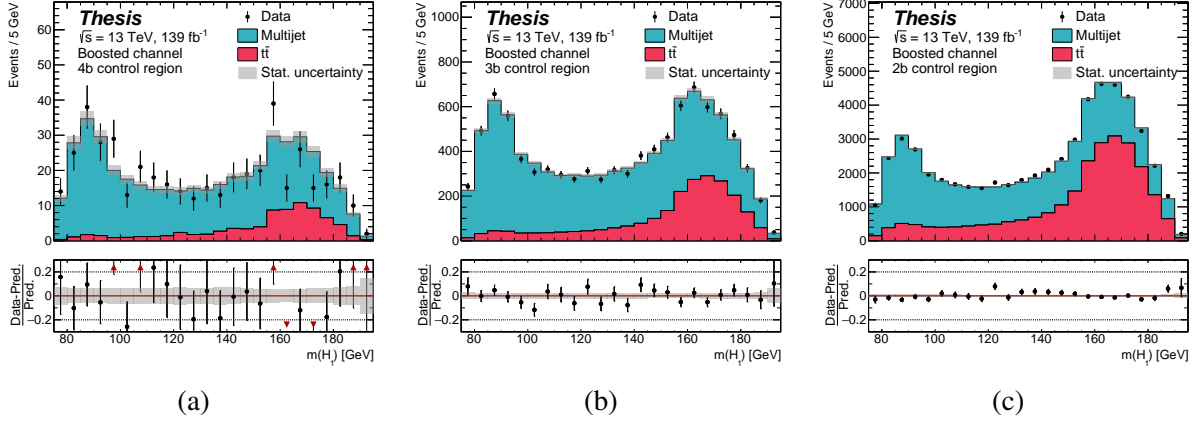 Thesis
√s = 13 TeV, 139 fb⁻¹
Boosted channel
4b control region
Data
Multijet
tt̄
Stat. uncertainty
Events / 5 GeV
60
50
40
30
20
10
0
Data-Pred.
Pred.
0.2
0
−0.2
80 100 120 140 160 180
m(H₁) [GeV]
(a)
Thesis
√s = 13 TeV, 139 fb⁻¹
Boosted channel
3b control region
Data
Multijet
tt̄
Stat. uncertainty
Events / 5 GeV
1000
800
600
400
200
0
Data-Pred.
Pred.
0.2
0
−0.2
80 100 120 140 160 180
m(H₁) [GeV]
(b)
Thesis
√s = 13 TeV, 139 fb⁻¹
Boosted channel
2b control region
Data
Multijet
tt̄
Stat. uncertainty
Events / 5 GeV
7000
6000
5000
4000
3000
2000
1000
0
Data-Pred.
Pred.
0.2
0
−0.2
80 100 120 140 160 180
m(H₁) [GeV]
(c)